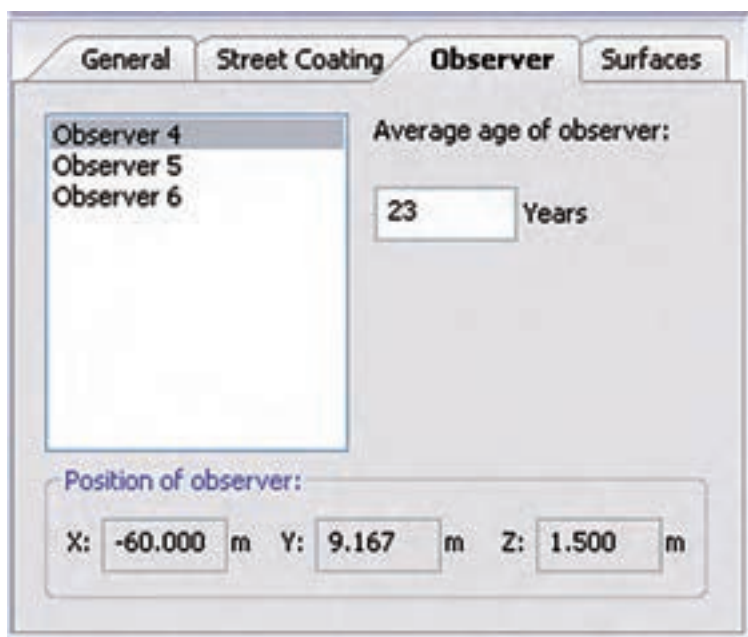 General Street Coating Observer Surfaces
Observer 4
Observer 5
Observer 6
Average age of observer:
23 Years
Position of observer:
X: -60.000 m Y: 9.167 m Z: 1.500 m